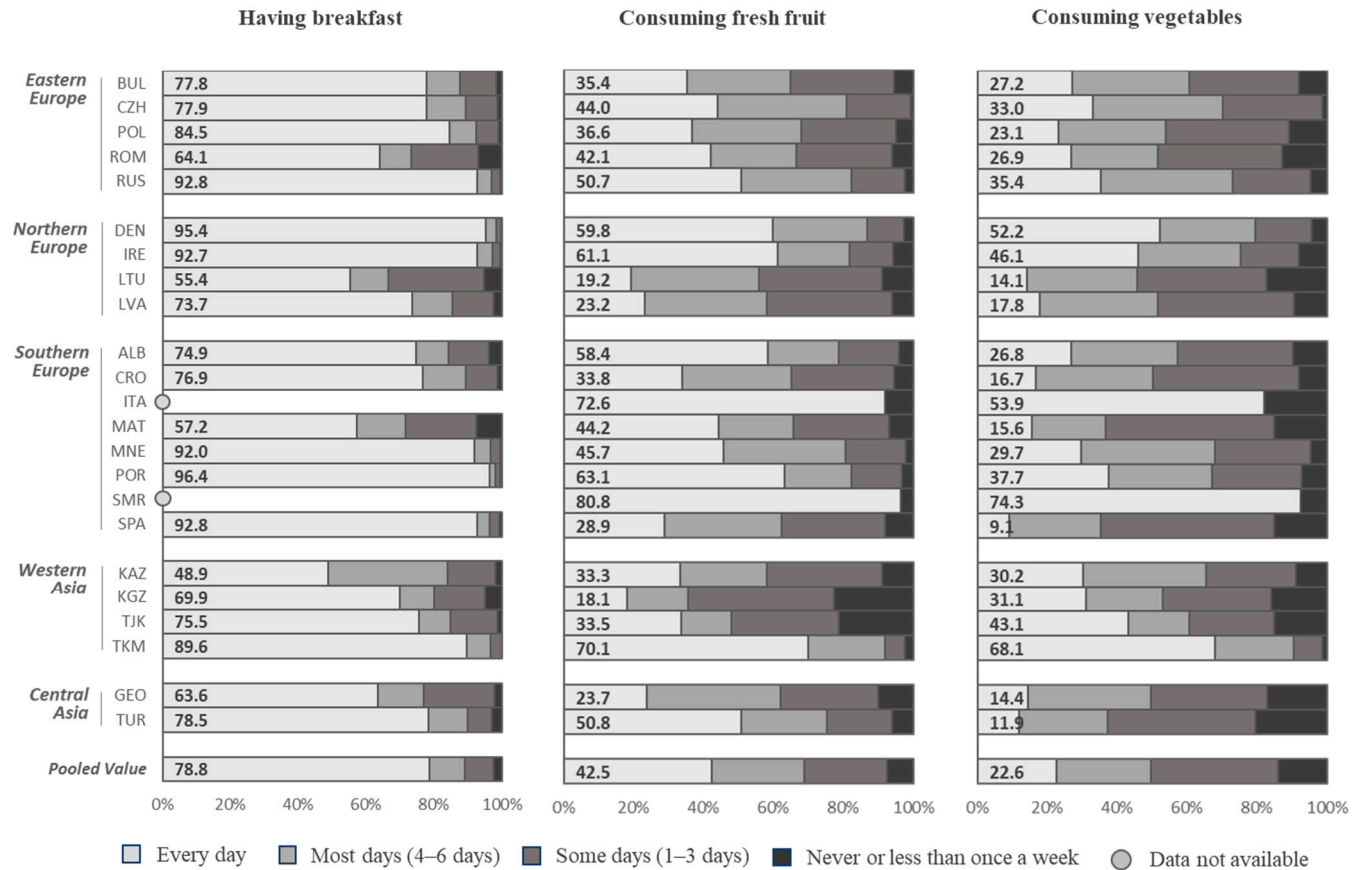 Having breakfast Consuming fresh fruit Consuming vegetables
Eastern Europe
BUL 77.8 35.4 27.2
CZH 77.9 44.0 33.0
POL 84.5 36.6 23.1
ROM 64.1 42.1 26.9
RUS 92.8 50.7 35.4
Northern Europe
DEN 95.4 59.8 52.2
IRE 92.7 61.1 46.1
LTU 55.4 19.2 14.1
LVA 73.7 23.2 17.8
Southern Europe
ALB 74.9 58.4 26.8
CRO 76.9 33.8 16.7
ITA 72.6 53.9
MAT 57.2 44.2 15.6
MNE 92.0 45.7 29.7
POR 96.4 63.1 37.7
SMR 80.8 74.3
SPA 92.8 28.9 9.1
Western Asia
KAZ 48.9 33.3 30.2
KGZ 69.9 18.1 31.1
TJK 75.5 33.5 43.1
TKM 89.6 70.1 68.1
Central Asia
GEO 63.6 23.7 14.4
TUR 78.5 50.8 11.9
Pooled Value 78.8 42.5 22.6
0% 20% 40% 60% 80% 100% 0% 20% 40% 60% 80% 100% 0% 20% 40% 60% 80% 100%
Every day Most days (4–6 days) Some days (1–3 days) Never or less than once a week Data not available